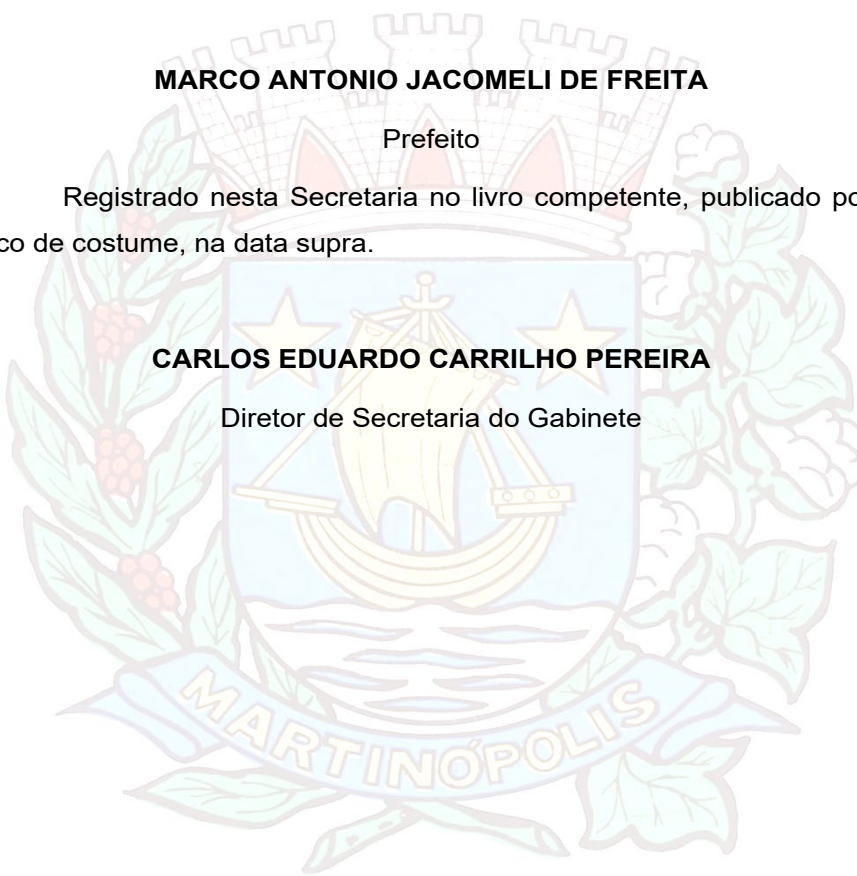 MARCO ANTONIO JACOMELI DE FREITA
Prefeito
Registrado nesta Secretaria no livro competente, publicado po
co de costume, na data supra.
CARLOS EDUARDO CARRILHO PEREIRA
Diretor de Secretaria do Gabinete
MARTINÓPOLIS